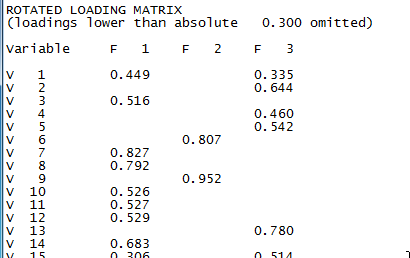 ROTATED LOADING MATRIX
(loadings lower than absolute 0.300 omitted)
Variable F 1 F 2 F 3
V 1 0.449 0.335
V 2 0.644
V 3 0.516
V 4 0.460
V 5 0.542
V 6 0.807
V 7 0.827
V 8 0.792
V 9 0.952
V 10 0.526
V 11 0.527
V 12 0.529
V 13 0.780
V 14 0.683
V 15 0.306 0.514